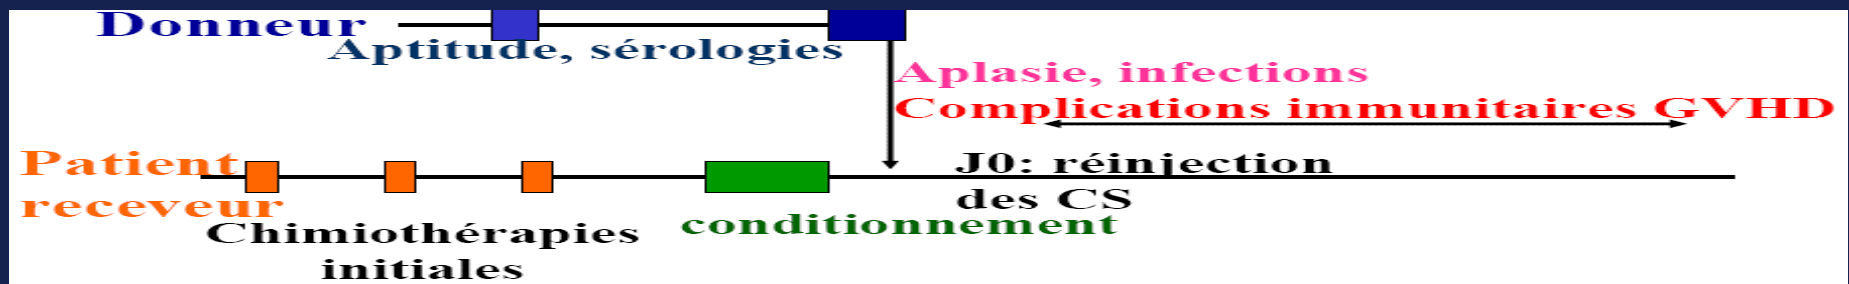 Donneur
Aptitude, sérologies
Aplasie, infections
Complications immunitaires GVHD
Patient
receveur
J0: réinjection
des CS
Chimiothérapies
initiales
conditionnement